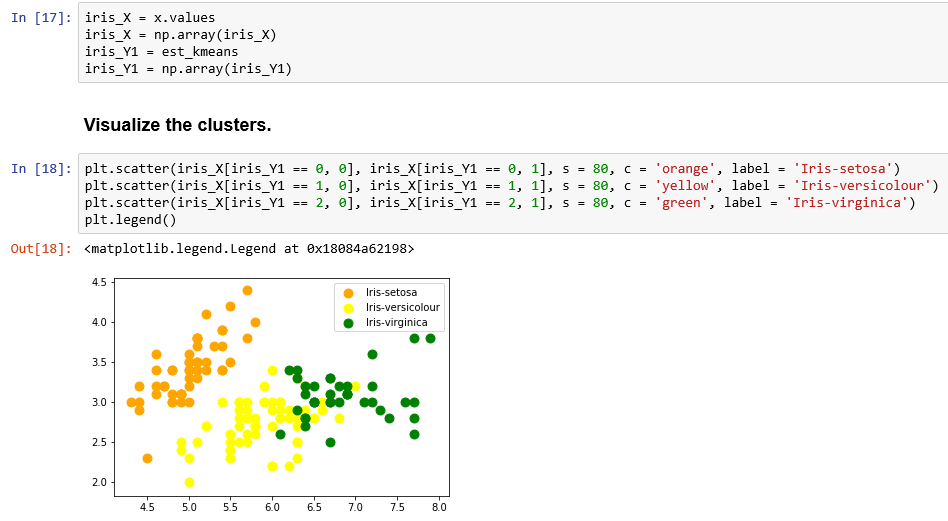 In [17]: iris_X = x.values
iris_X = np.array(iris_X)
iris_Y1 = est_kmeans
iris_Y1 = np.array(iris_Y1)
Visualize the clusters.
In [18]: plt.scatter(iris_X[iris_Y1 == 0, 0], iris_X[iris_Y1 == 0, 1], s = 80, c = 'orange', label = 'Iris-setosa')
plt.scatter(iris_X[iris_Y1 == 1, 0], iris_X[iris_Y1 == 1, 1], s = 80, c = 'yellow', label = 'Iris-versicolour')
plt.scatter(iris_X[iris_Y1 == 2, 0], iris_X[iris_Y1 == 2, 1], s = 80, c = 'green', label = 'Iris-virginica')
plt.legend()
Out[18]: <matplotlib.legend.Legend at 0x18084a62198>
4.5
4.0
3.5
3.0
2.5
2.0
Iris-setosa
Iris-versicolour
Iris-virginica
4.5 5.0 5.5 6.0 6.5 7.0 7.5 8.0